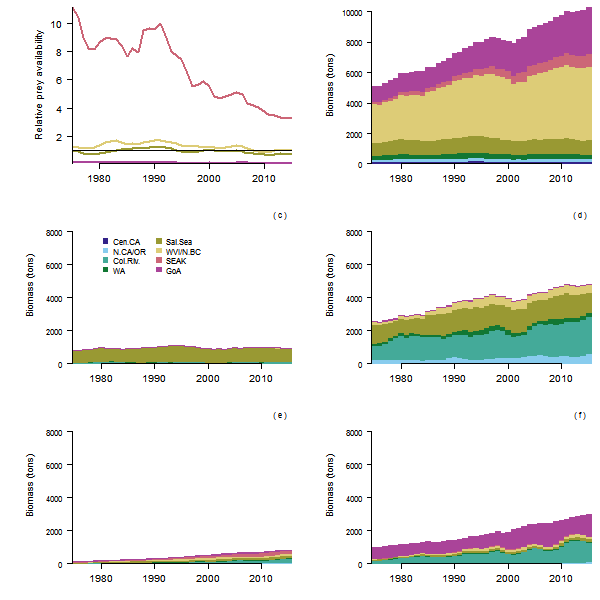 Relative prey availability
10
8
6
4
2
1980 1990 2000 2010
Biomass (tons)
10000
8000
6000
4000
2000
0
1980 1990 2000 2010
(c)
Biomass (tons)
8000
6000
4000
2000
0
Cen.CA
N.CA/OR
Col.Riv.
WA
Sal.Sea
WVI/N.BC
SEAK
GoA
1980 1990 2000 2010
(d)
Biomass (tons)
8000
6000
4000
2000
0
1980 1990 2000 2010
(e)
Biomass (tons)
8000
6000
4000
2000
0
1980 1990 2000 2010
(f)
Biomass (tons)
8000
6000
4000
2000
0
1980 1990 2000 2010